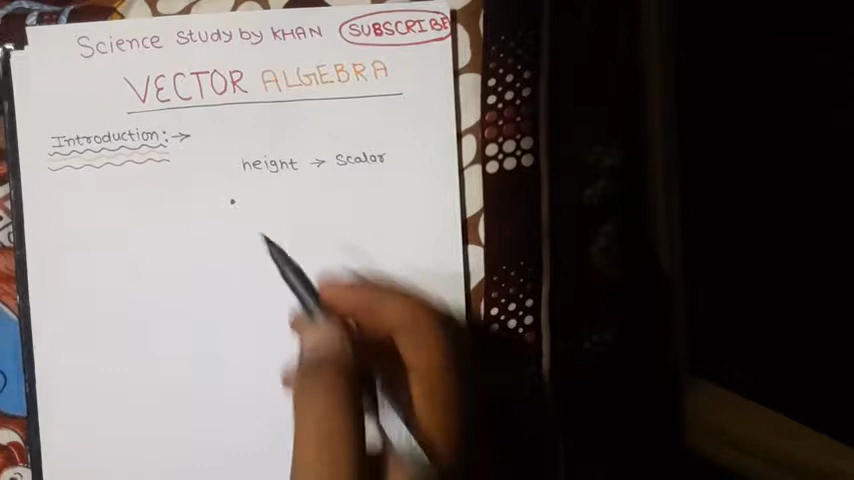 Science Study by KHAN SUBSCRIBE
VECTOR ALGEBRA
Introduction:→
height → Scalar